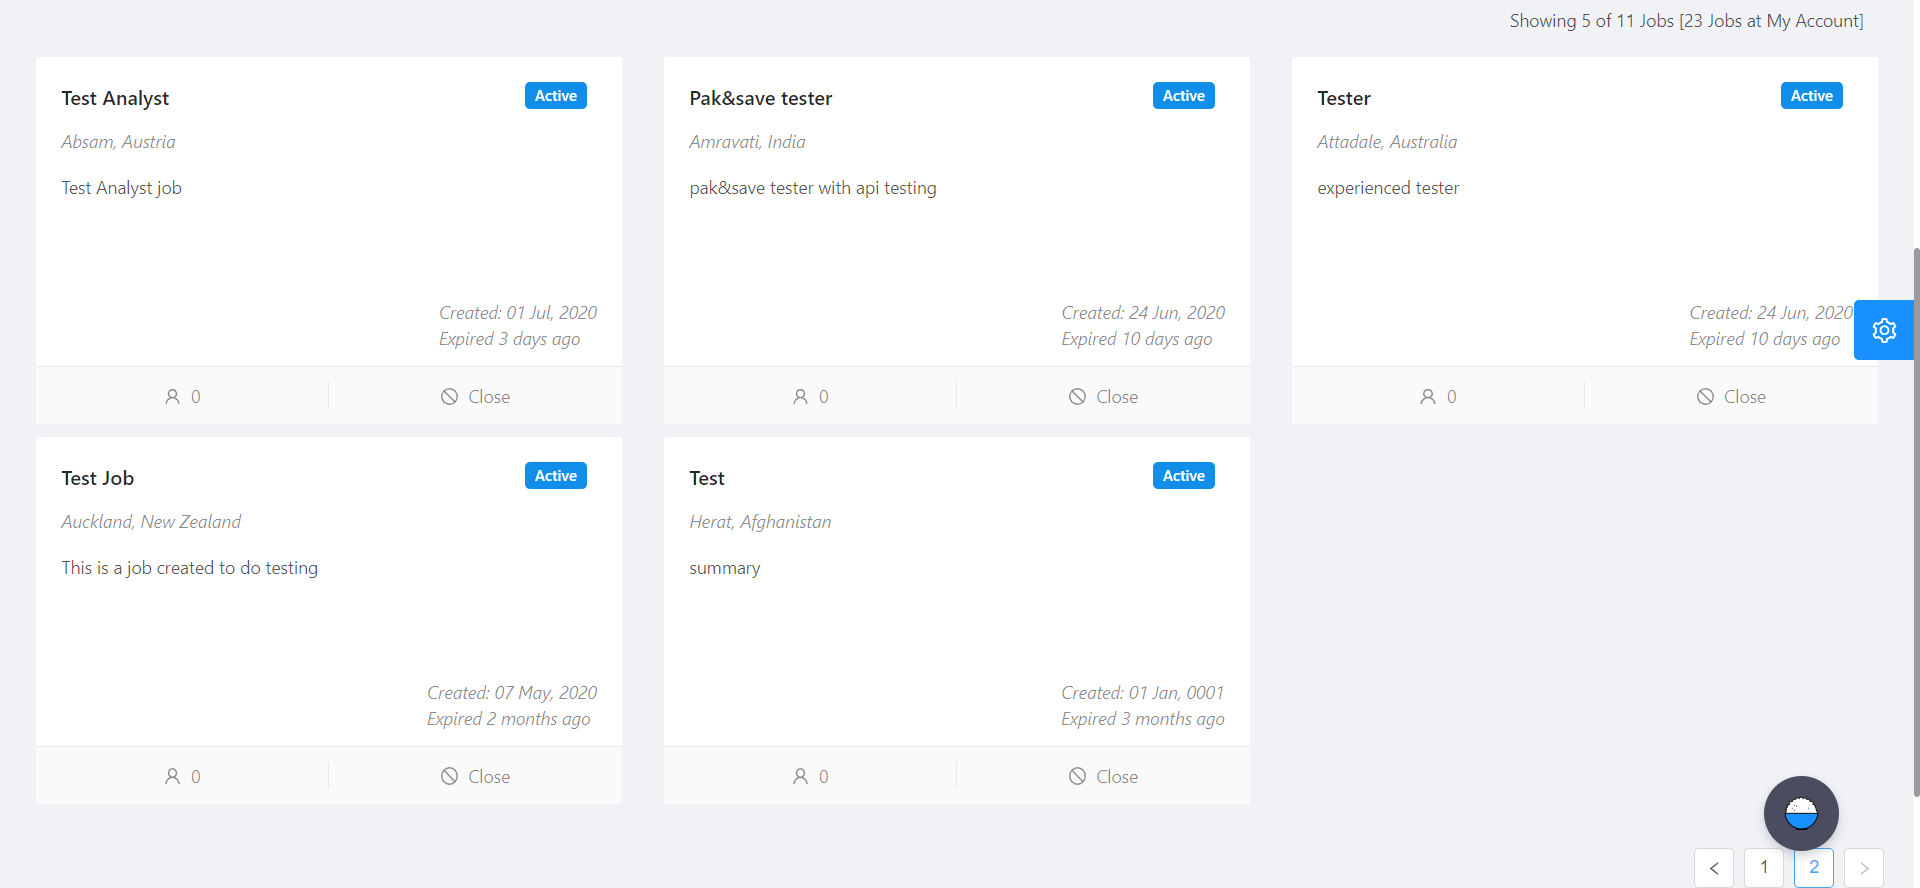 Showing 5 of 11 Jobs [23 Jobs at My Account]
Test Analyst
Active
Absam, Austria
Test Analyst job
Created: 01 Jul, 2020
Expired 3 days ago
0
Close
Pak&save tester
Active
Amravati, India
pak&save tester with api testing
Created: 24 Jun, 2020
Expired 10 days ago
0
Close
Tester
Active
Attadale, Australia
experienced tester
Created: 24 Jun, 2020
Expired 10 days ago
0
Close
Test Job
Active
Auckland, New Zealand
This is a job created to do testing
Created: 07 May, 2020
Expired 2 months ago
0
Close
Test
Active
Herat, Afghanistan
summary
Created: 01 Jan, 0001
Expired 3 months ago
0
Close
< 1 2 >